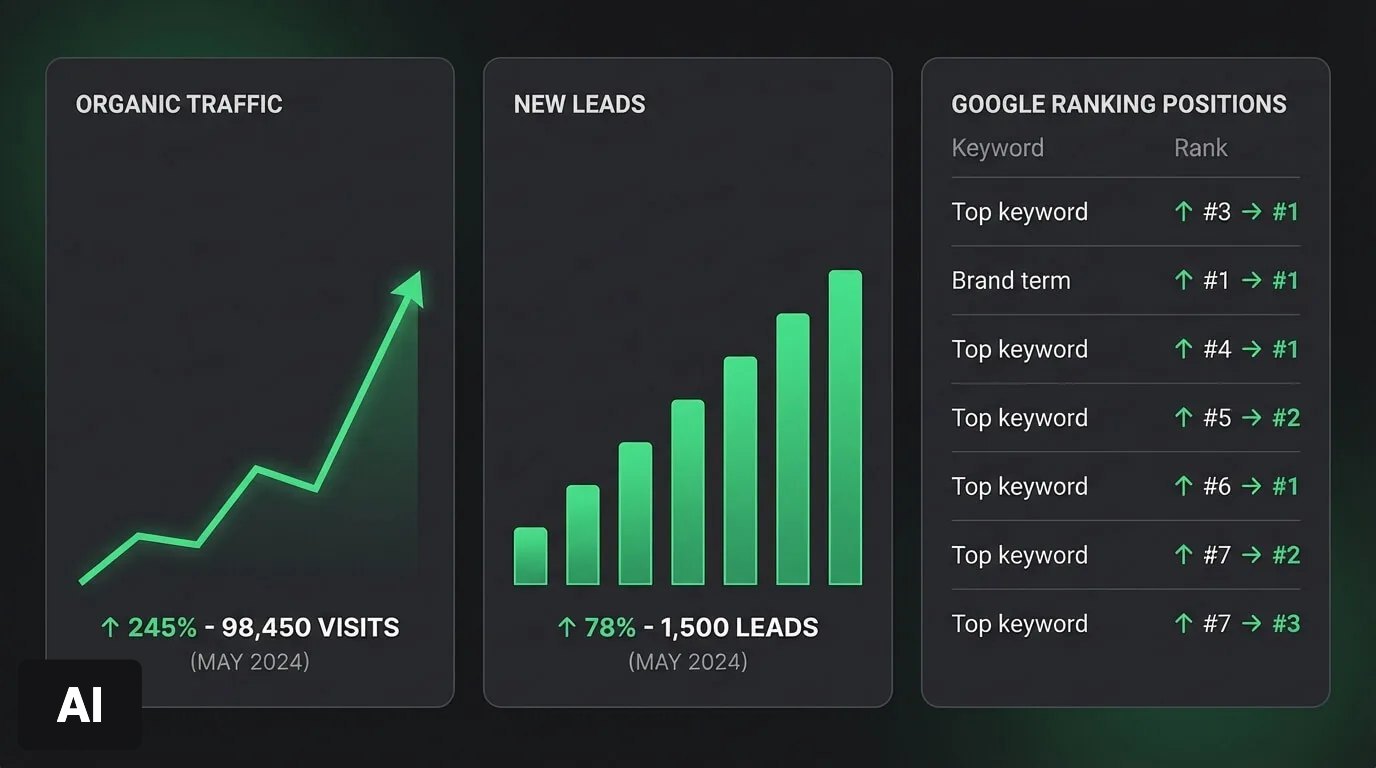 ORGANIC TRAFFIC
↑ 245% - 98,450 VISITS
(MAY 2024)
NEW LEADS
↑ 78% - 1,500 LEADS
(MAY 2024)
GOOGLE RANKING POSITIONS
Keyword Rank
Top keyword ↑ #3 → #1
Brand term ↑ #1 → #1
Top keyword ↑ #4 → #1
Top keyword ↑ #5 → #2
Top keyword ↑ #6 → #1
Top keyword ↑ #7 → #2
Top keyword ↑ #7 → #3
AI